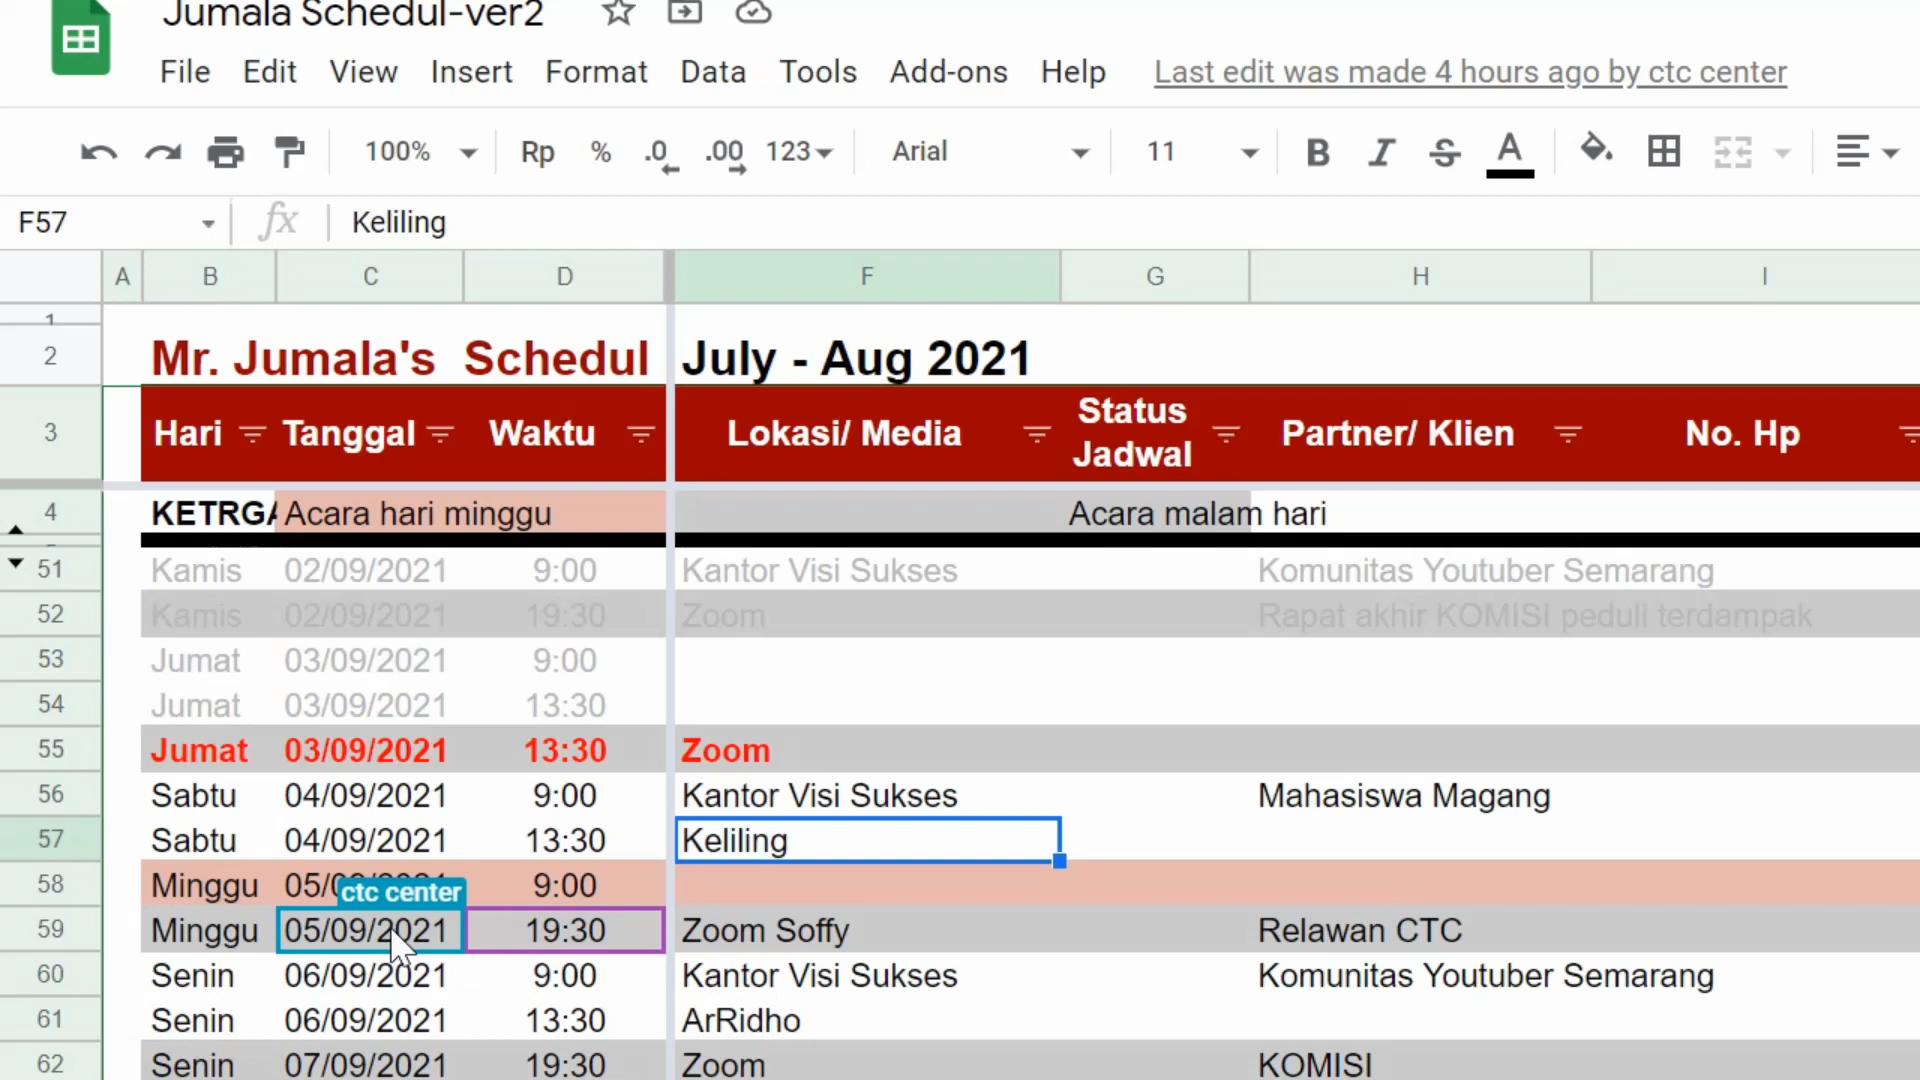 Jumala Schedul-ver2
File Edit View Insert Format Data Tools Add-ons Help Last edit was made 4 hours ago by ctc center
100% Rp % .0 .00 123 Arial 11 B I S A
F57 fx Keliling
A B C D F G H I
1
2 Mr. Jumala's Schedul July - Aug 2021
3 Hari Tanggal Waktu Lokasi/ Media Status Jadwal Partner/ Klien No. Hp
4 KETRGA Acara hari minggu Acara malam hari
51 Kamis 02/09/2021 9:00 Kantor Visi Sukses Komunitas Youtuber Semarang
52 Kamis 02/09/2021 19:30 Zoom Rapat akhir KOMISI peduli terdampak
53 Jumat 03/09/2021 9:00
54 Jumat 03/09/2021 13:30
55 Jumat 03/09/2021 13:30 Zoom
56 Sabtu 04/09/2021 9:00 Kantor Visi Sukses Mahasiswa Magang
57 Sabtu 04/09/2021 13:30 Keliling
58 Minggu 9:00
ctc center
59 Minggu 05/09/2021 19:30 Zoom Soffy Relawan CTC
60 Senin 06/09/2021 9:00 Kantor Visi Sukses Komunitas Youtuber Semarang
61 Senin 06/09/2021 13:30 ArRidho
62 Senin 07/09/2021 19:30 Zoom KOMISI